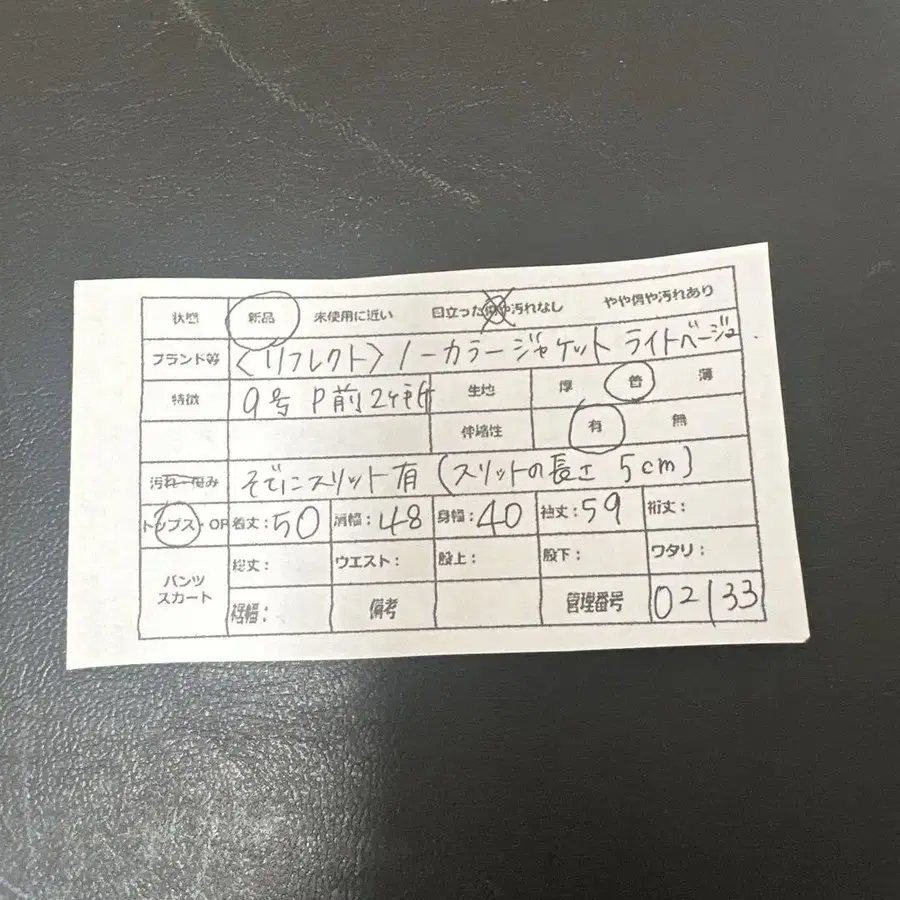 状態 新品 未使用に近い 目立った傷や汚れなし やや傷や汚れあり
ブランド等 〈リフレクト〉ノーカラージャケット ライトベージュ
特徴 9号 P前2ヶ所 生地 厚 普 薄
伸縮性 有 無
汚れ・傷み そでにスリット有(スリットの長さ 5cm)
トップス・OP 着丈:50 肩幅:48 身幅:40 袖丈:59 裄丈:
パンツ スカート 総丈: ウエスト: 股上: 股下: ワタリ:
裾幅: 備考 管理番号 02133